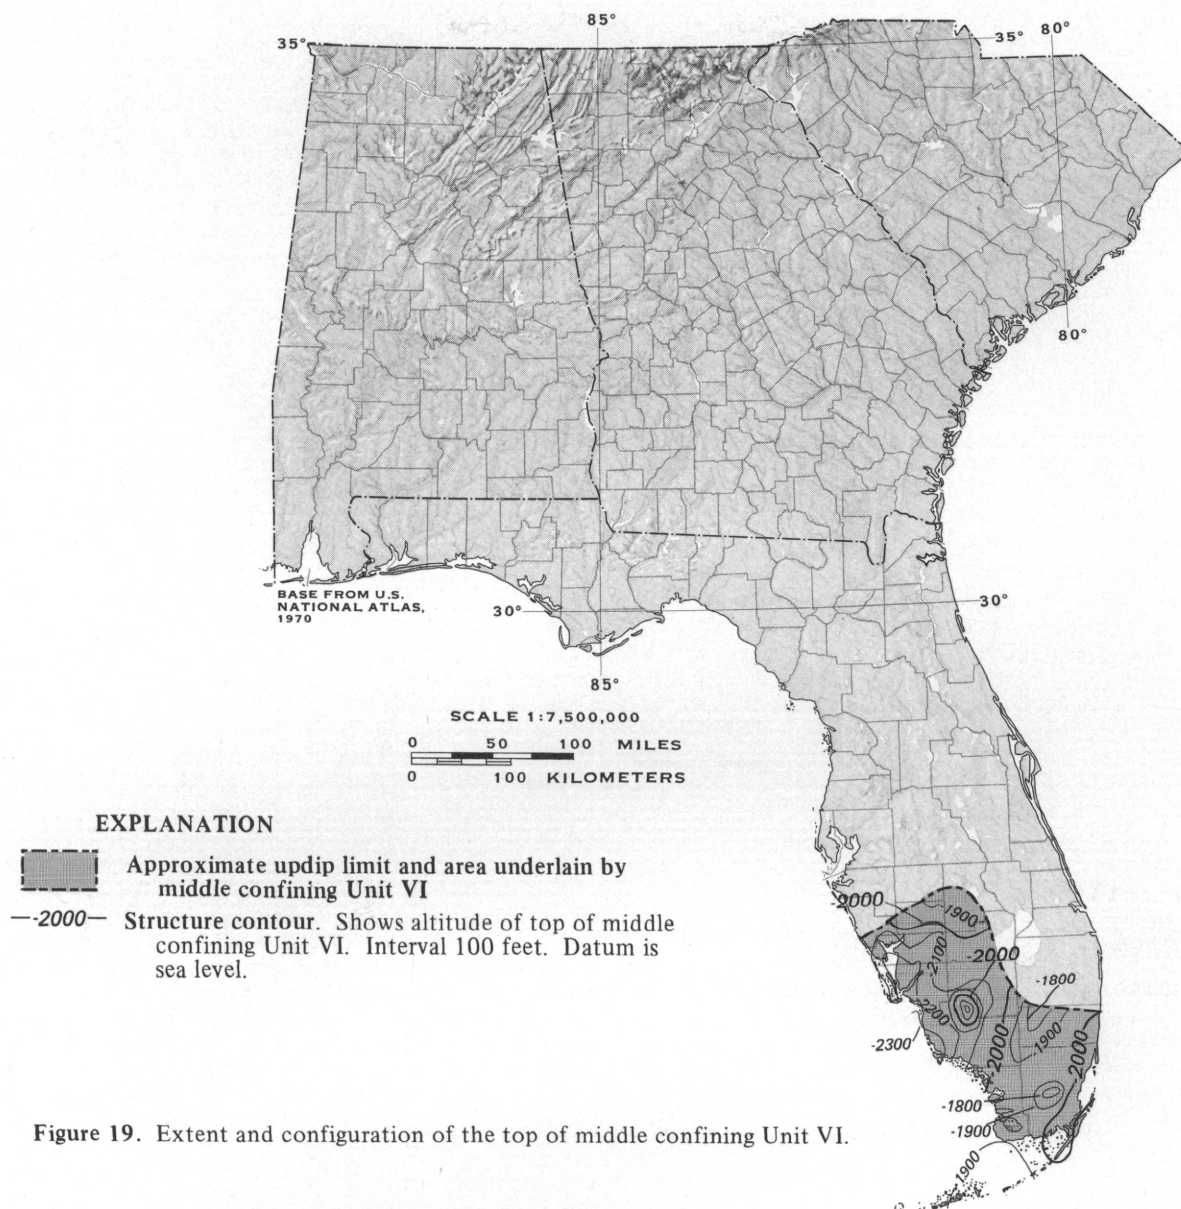 85°
35°
35°
80°
80°
BASE FROM U.S.
NATIONAL ATLAS,
1970
30°
30°
85°
SCALE 1:7,500,000
0 50 100 MILES
0 100 KILOMETERS
EXPLANATION
Approximate updip limit and area underlain by
middle confining Unit VI
-2000 Structure contour. Shows altitude of top of middle
confining Unit VI. Interval 100 feet. Datum is
sea level.
-2000
-1900
-2100
-2000
-1800
2200
-2300
2000
-1900
2000
-1800
-1900
1900
Figure 19. Extent and configuration of the top of middle confining Unit VI.